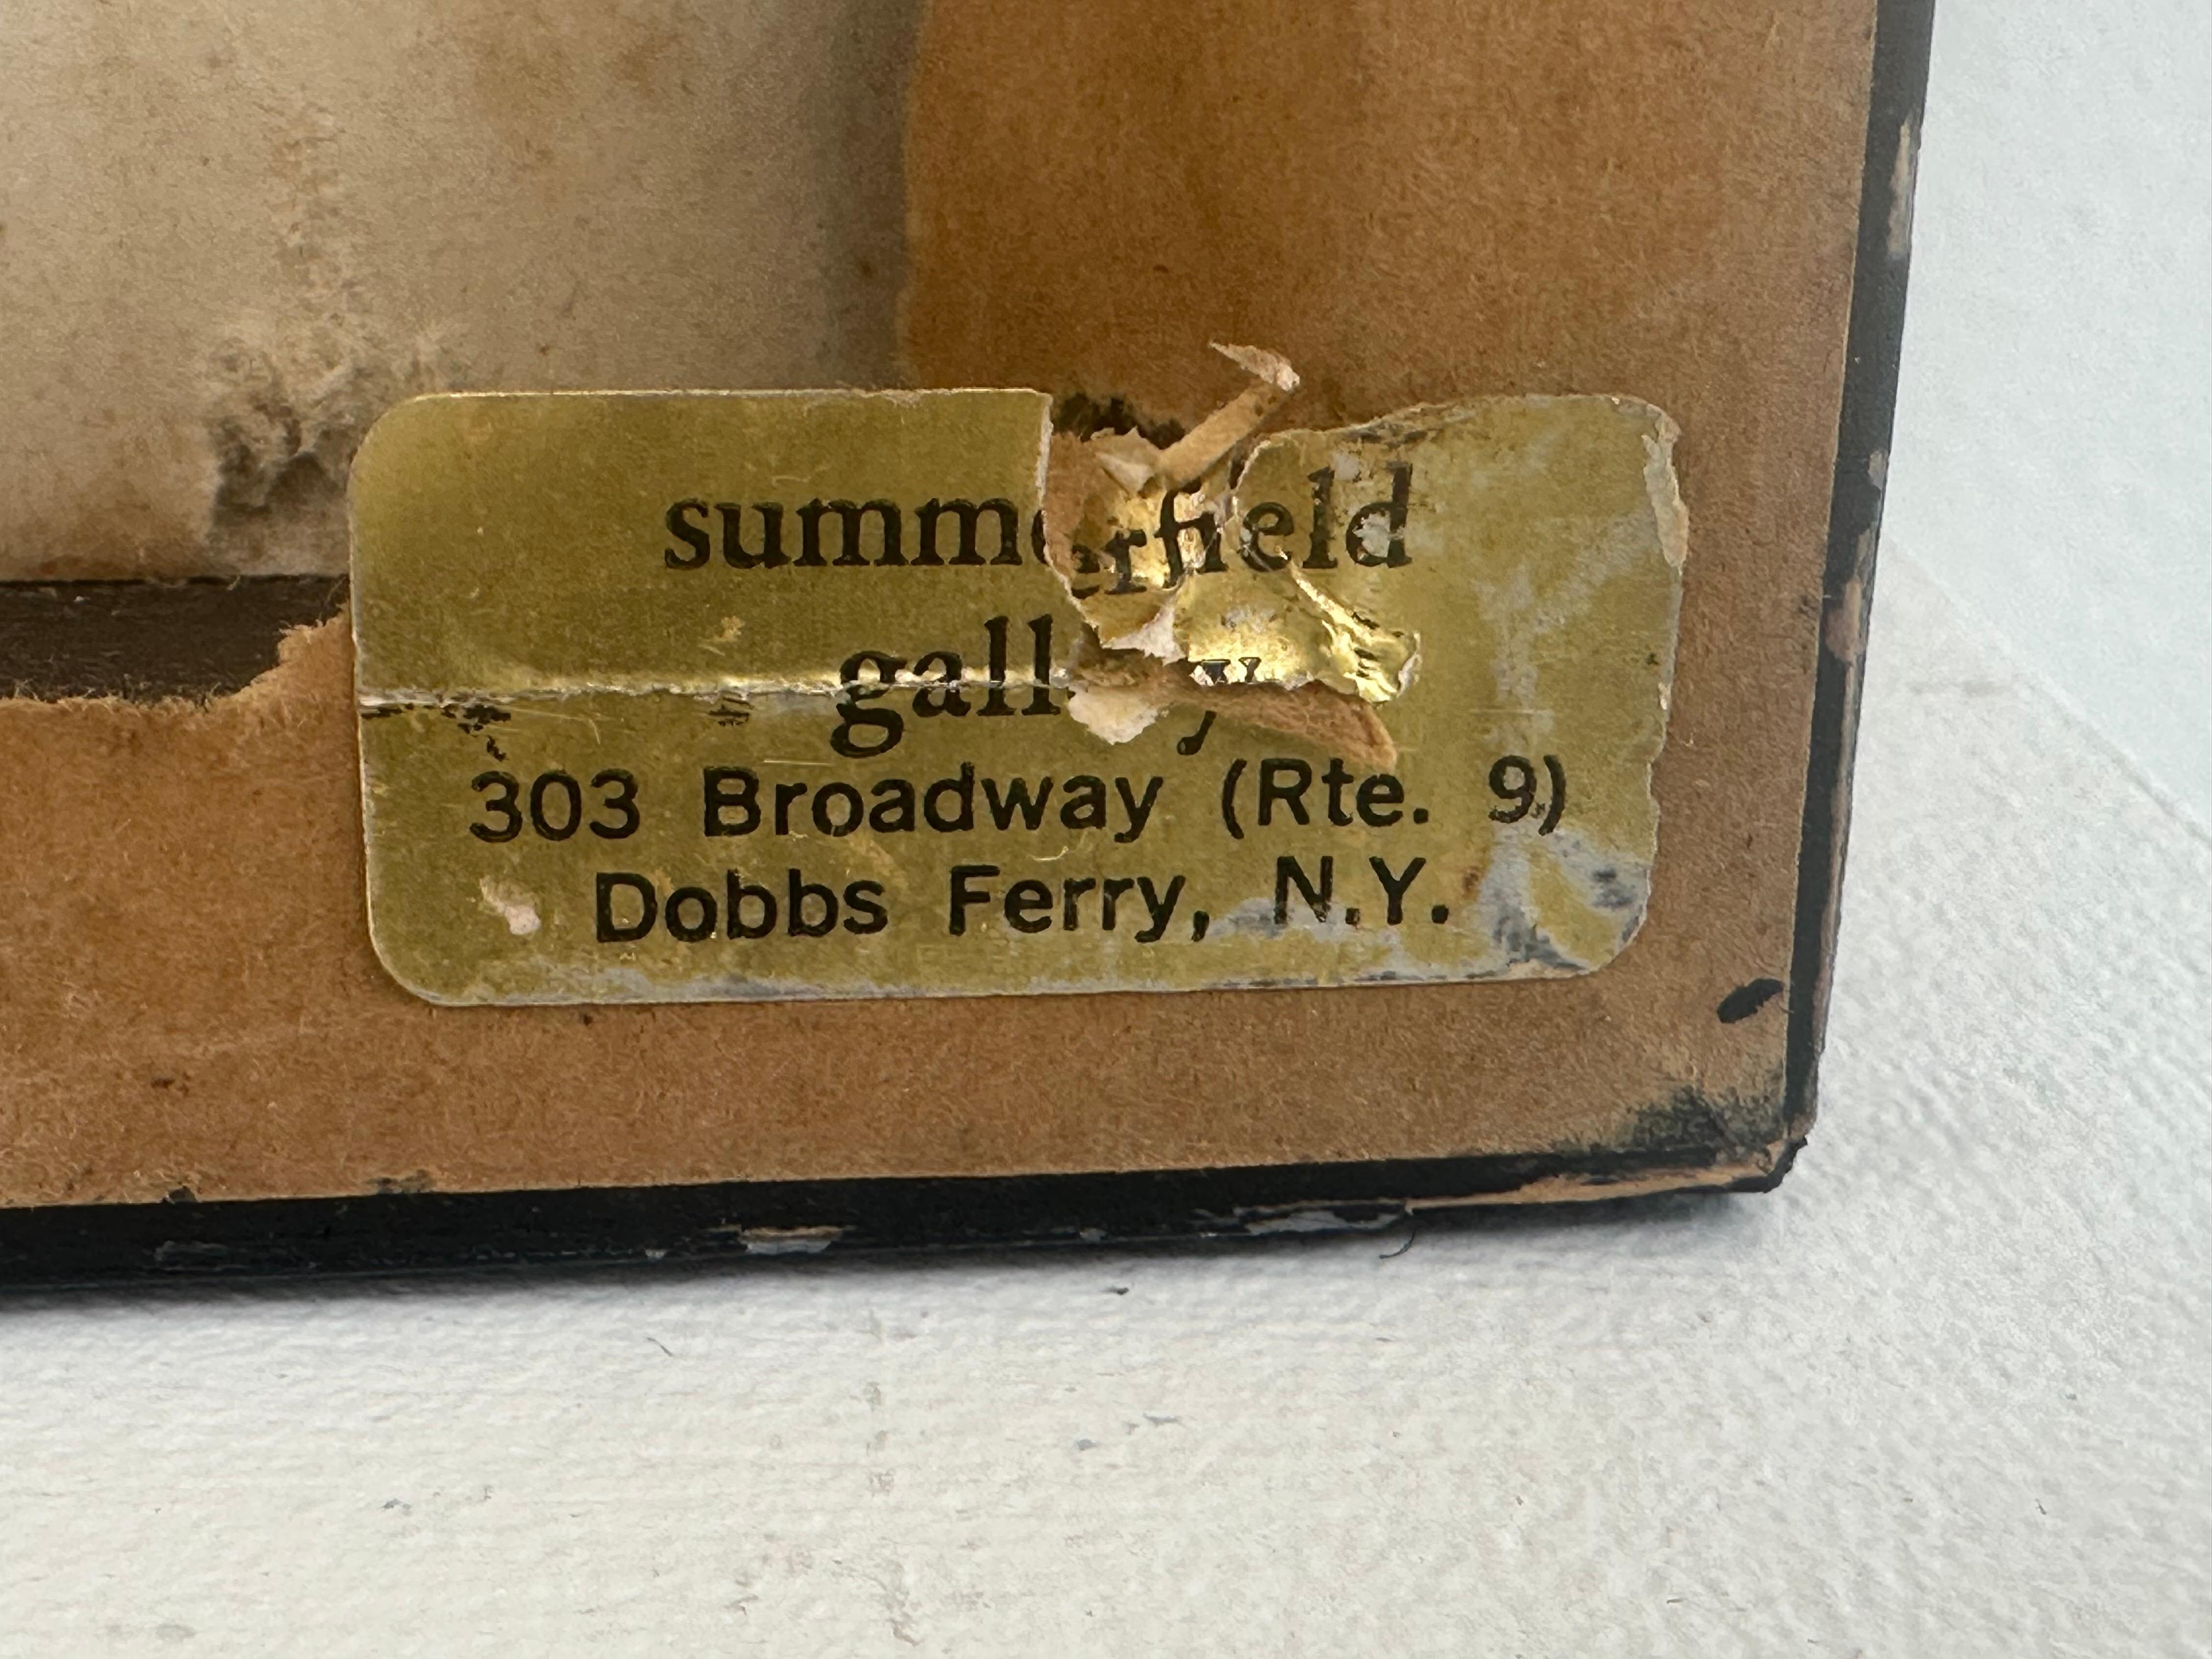 summerfield
gallery
303 Broadway (Rte. 9)
Dobbs Ferry, N.Y.